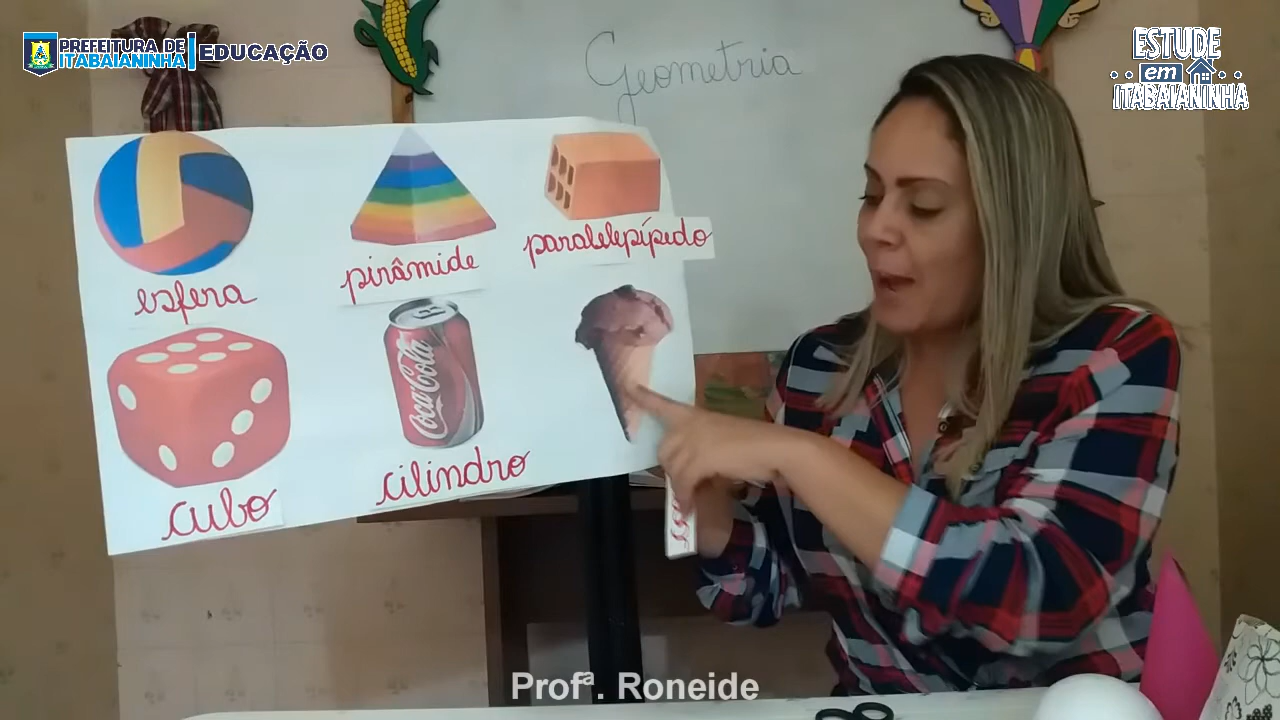 PREFEITURA DE
ITABAIANINHA
EDUCAÇÃO
ESTUDE
em
ITABAIANINHA
Geometria
esfera
pirâmide
paralelepípedo
Coca-Cola
cubo
cilindro
Profª. Roneide